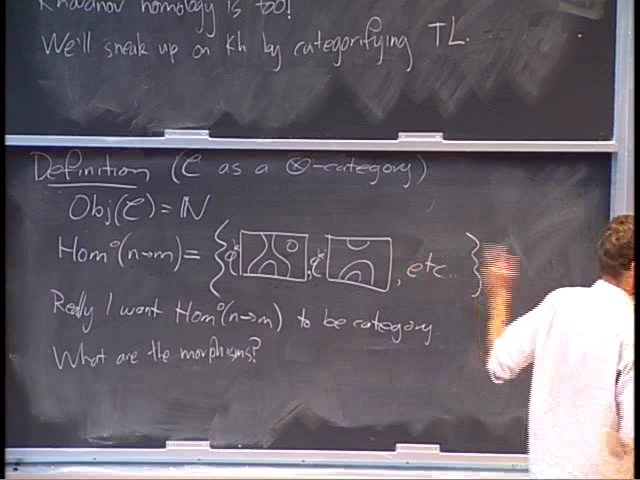 Khovanov homology is too!
We'll sneak up on Kh by categorifying TL.
Definition (C as a ⊗-category)
Obj(C) = ℕ
Hom°(n→m) = { q^k , q^k , etc... }
Really I want Hom°(n→m) to be category.
What are the morphisms?